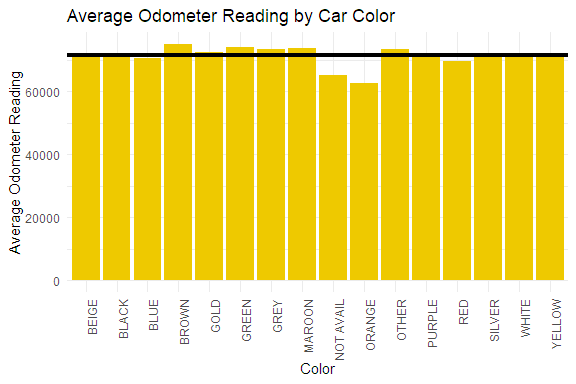 Average Odometer Reading by Car Color
Average Odometer Reading
60000
40000
20000
0
BEIGE
BLACK
BLUE
BROWN
GOLD
GREEN
GREY
MAROON
NOT AVAIL
ORANGE
OTHER
PURPLE
RED
SILVER
WHITE
YELLOW
Color